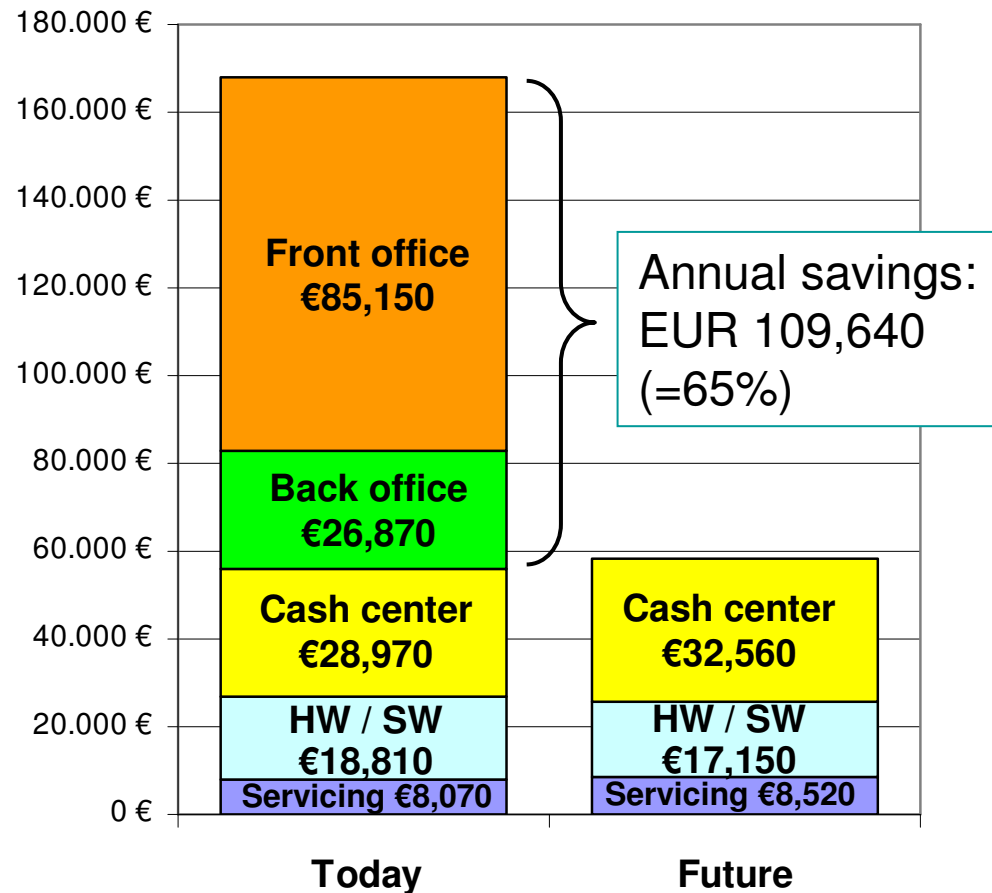 180.000 €
160.000 €
140.000 €
120.000 €
100.000 €
80.000 €
60.000 €
40.000 €
20.000 €
0 €
Front office
€85,150
Back office
€26,870
Cash center
€28,970
HW / SW
€18,810
Servicing €8,070
Annual savings:
EUR 109,640
(=65%)
Cash center
€32,560
HW / SW
€17,150
Servicing €8,520
Today
Future